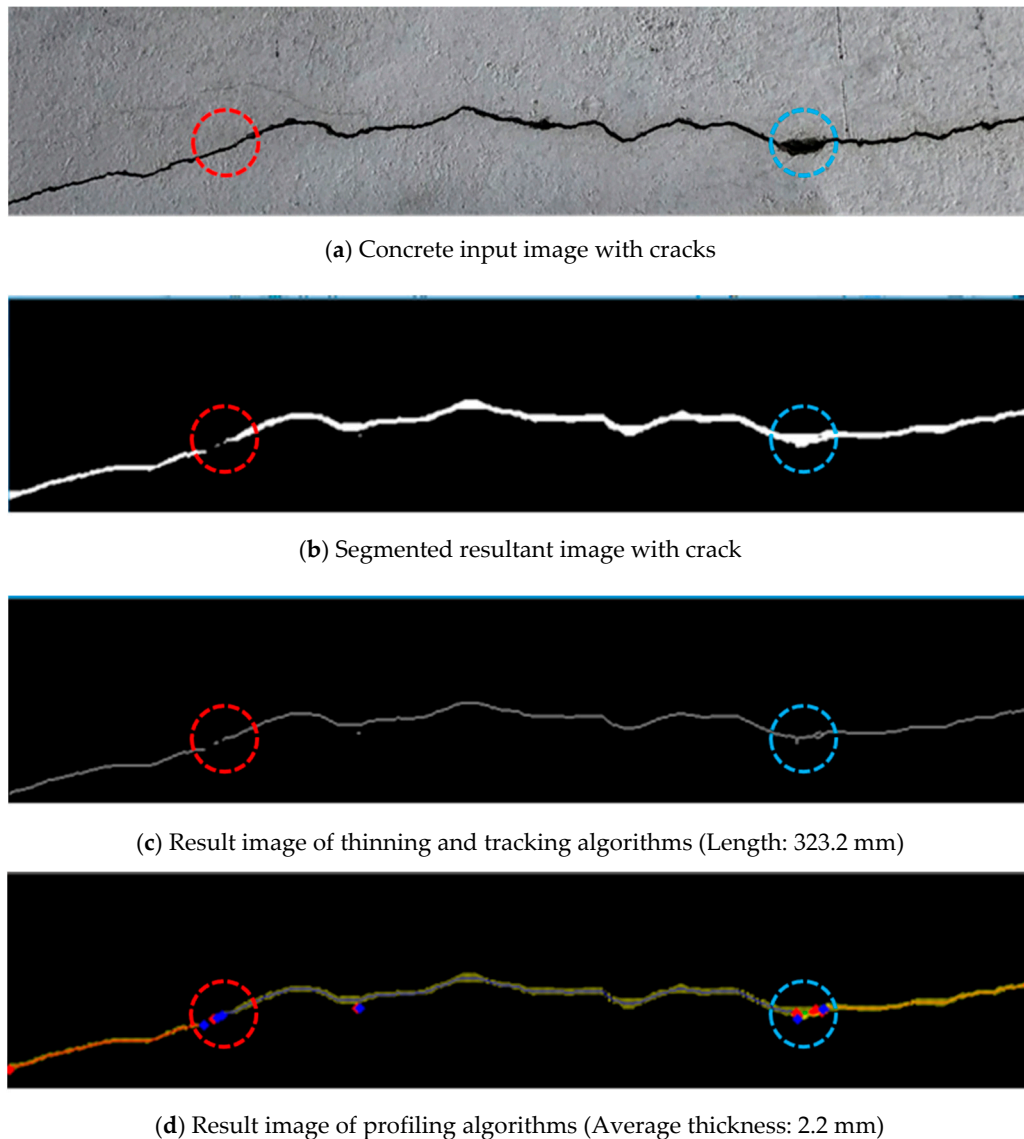 (a) Concrete input image with cracks
(b) Segmented resultant image with crack
(c) Result image of thinning and tracking algorithms (Length: 323.2 mm)
(d) Result image of profiling algorithms (Average thickness: 2.2 mm)